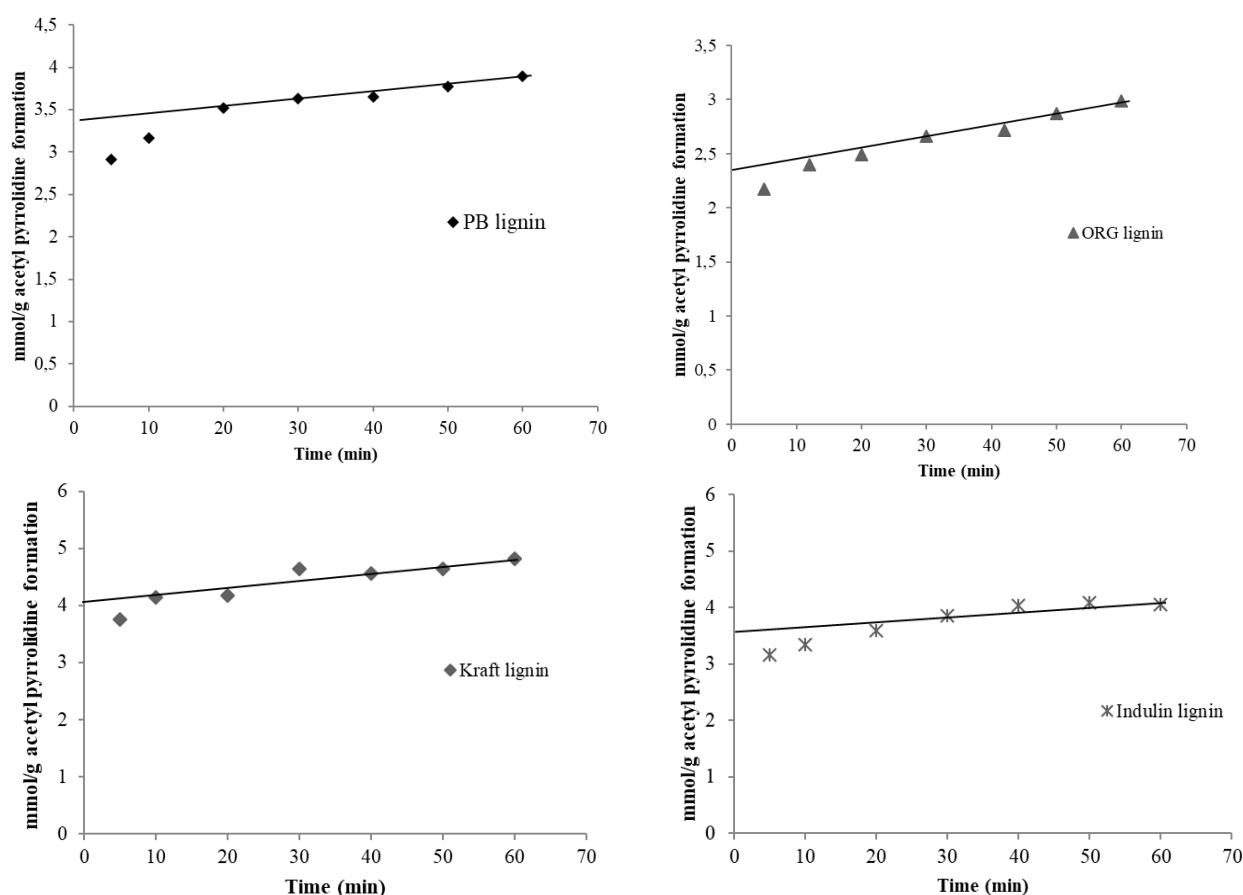 mmol/g acetyl pyrrolidine formation
4,5
4
3,5
3
2,5
2
1,5
1
0,5
0
0 10 20 30 40 50 60 70
Time (min)
PB lignin
mmol/g acetyl pyrrolidine formation
3,5
3
2,5
2
1,5
1
0,5
0
0 10 20 30 40 50 60 70
Time (min)
ORG lignin
mmol/g acetyl pyrrolidine formation
6
5
4
3
2
1
0
0 10 20 30 40 50 60 70
Time (min)
Kraft lignin
mmol/g acetyl pyrrolidine formation
6
5
4
3
2
1
0
0 10 20 30 40 50 60 70
Time (min)
Indulin lignin